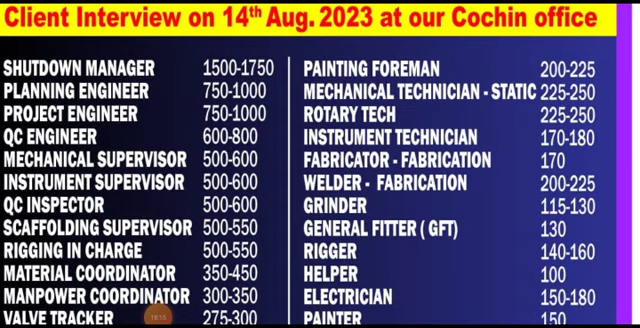 Client Interview on 14th Aug. 2023 at our Cochin office
SHUTDOWN MANAGER 1500-1750
PLANNING ENGINEER 750-1000
PROJECT ENGINEER 750-1000
QC ENGINEER 600-800
MECHANICAL SUPERVISOR 500-600
INSTRUMENT SUPERVISOR 500-600
QC INSPECTOR 500-600
SCAFFOLDING SUPERVISOR 500-550
RIGGING IN CHARGE 500-550
MATERIAL COORDINATOR 350-450
MANPOWER COORDINATOR 300-350
VALVE TRACKER 275-300
18:15
PAINTING FOREMAN 200-225
MECHANICAL TECHNICIAN - STATIC 225-250
ROTARY TECH 225-250
INSTRUMENT TECHNICIAN 170-180
FABRICATOR - FABRICATION 170
WELDER - FABRICATION 200-225
GRINDER 115-130
GENERAL FITTER ( GFT) 130
RIGGER 140-160
HELPER 100
ELECTRICIAN 150-180
PAINTER 150